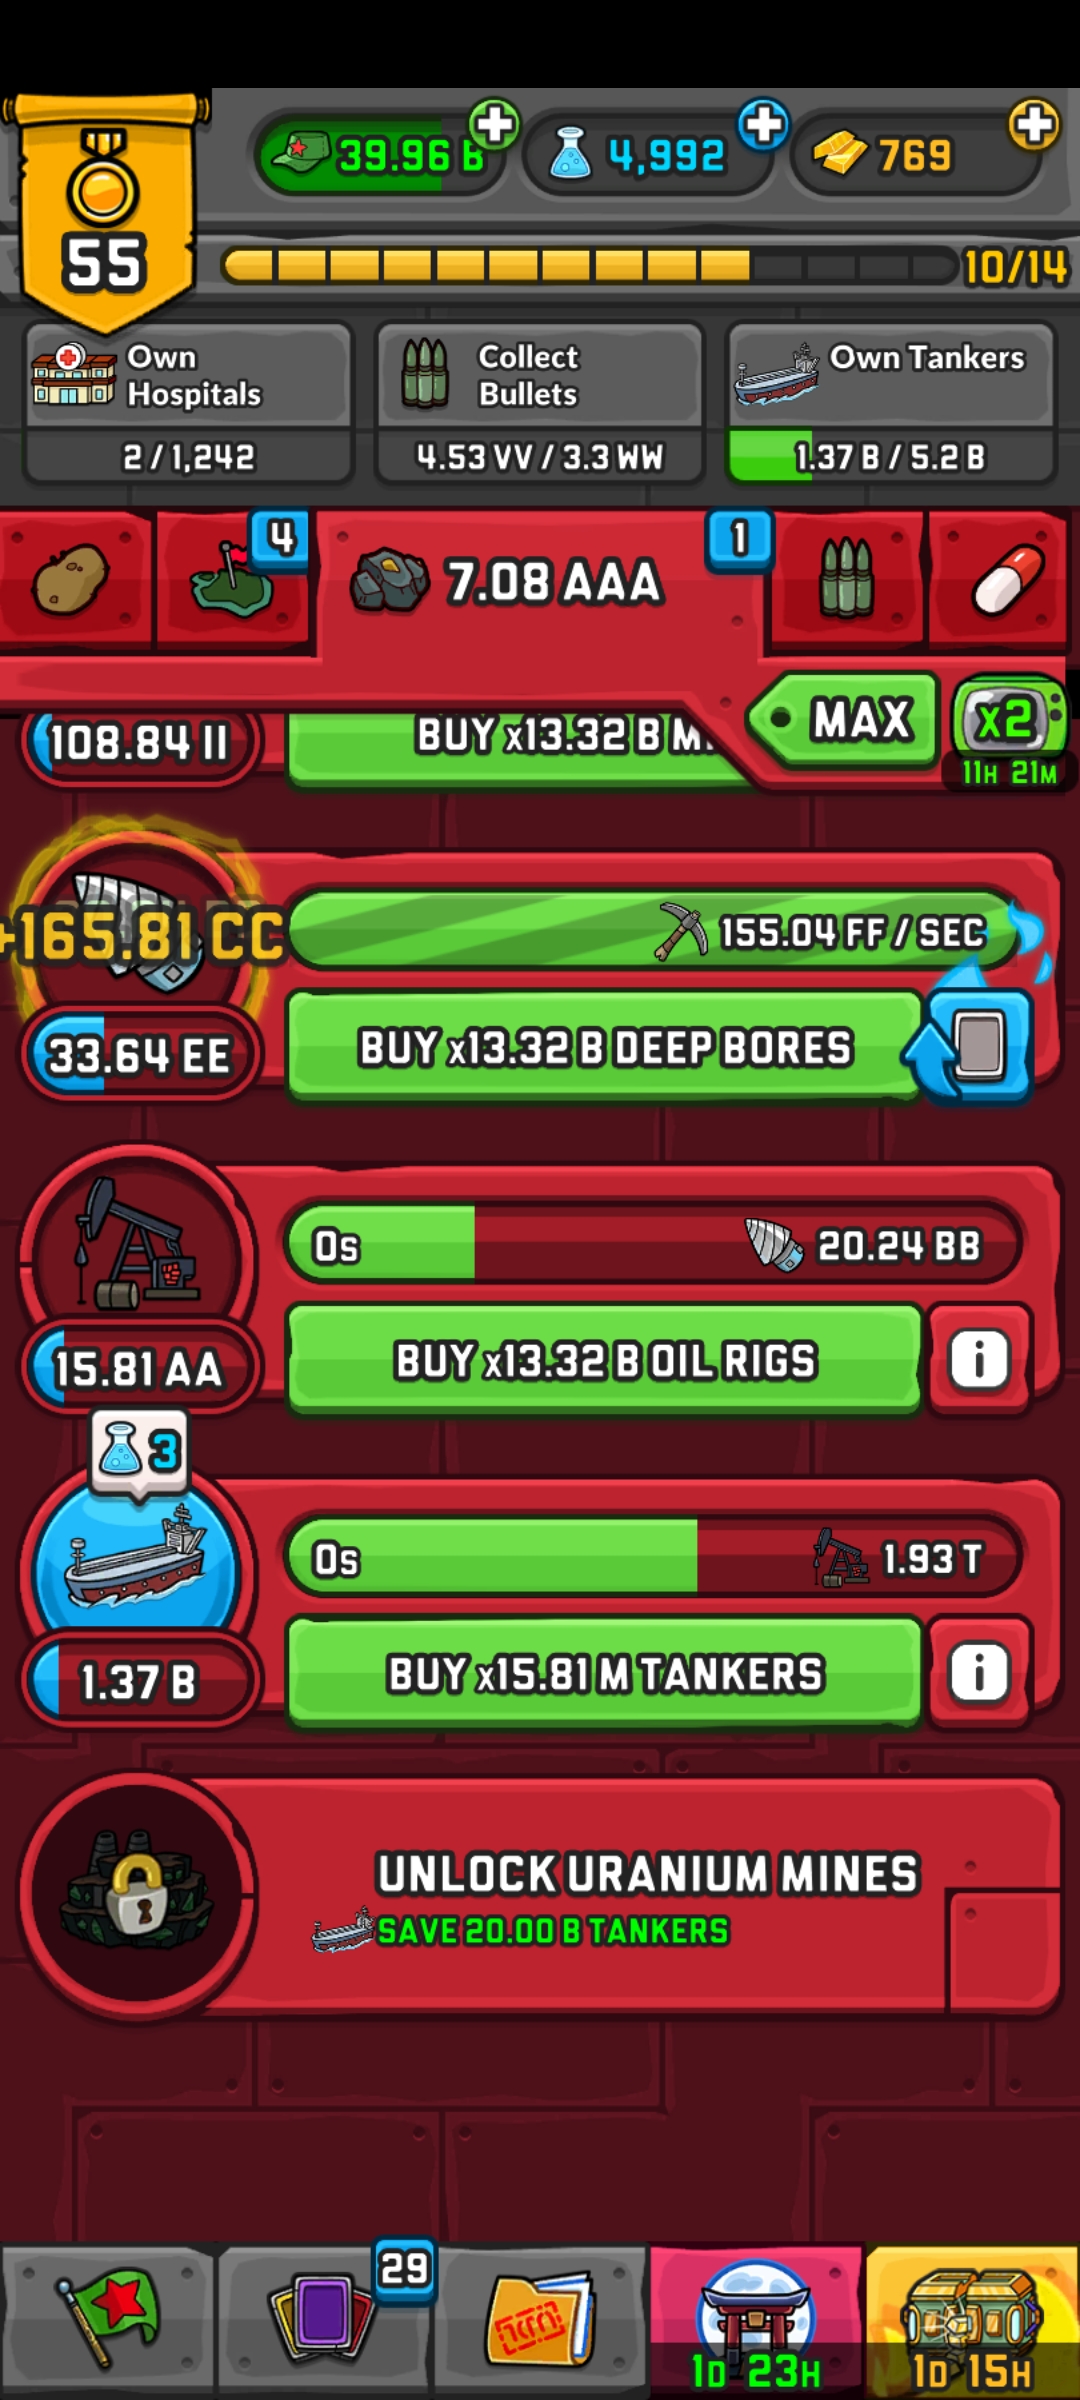 55
39.96 B
4,992
769
10/14
Own
Hospitals
2 / 1,242
Collect
Bullets
4.53 VV / 3.3 WW
Own Tankers
1.37 B / 5.2 B
4
7.08 AAA
1
MAX
x2
11H 21M
108.84 II
BUY x13.32 B M
+165.81 CC
155.04 FF / SEC
33.64 EE
BUY x13.32 B DEEP BORES
0s
20.24 BB
15.81 AA
BUY x13.32 B OIL RIGS
i
3
0s
1.93 T
1.37 B
BUY x15.81 M TANKERS
i
UNLOCK URANIUM MINES
SAVE 20.00 B TANKERS
29
1D 23H
1D 15H